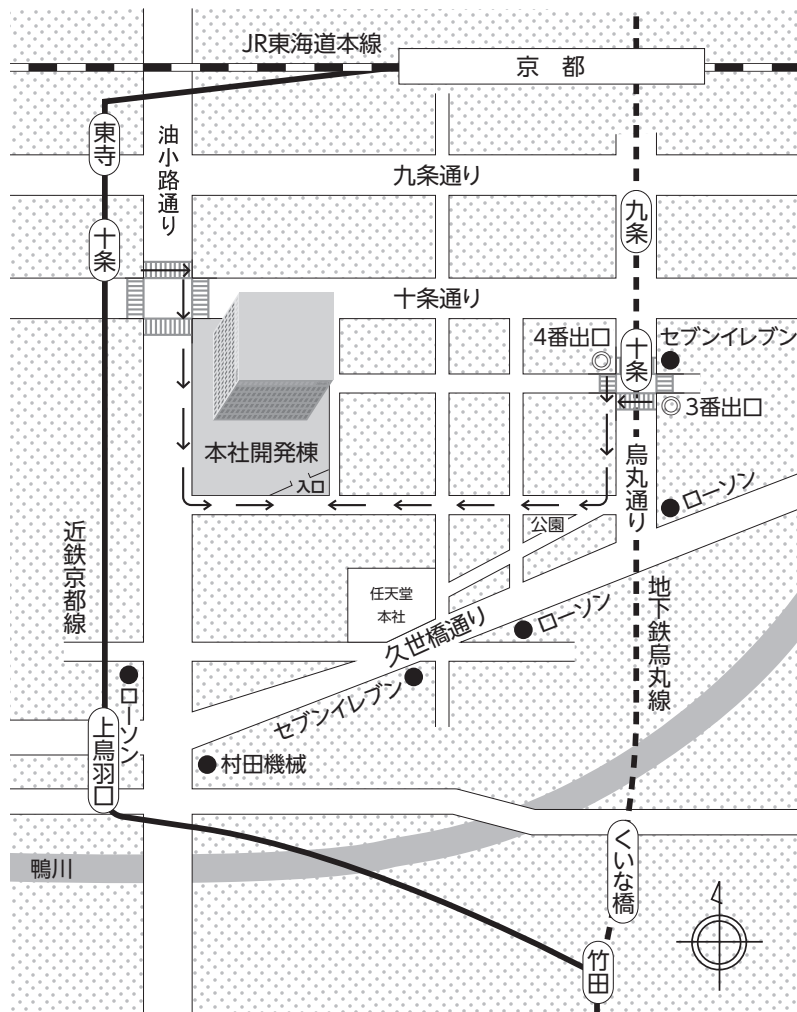 JR東海道本線
京都
東寺
油小路通り
九条通り
九条
十条
十条通り
4番出口
十条
セブンイレブン
3番出口
本社開発棟
入口
烏丸通り
ローソン
公園
近鉄京都線
任天堂
本社
久世橋通り
ローソン
地下鉄烏丸線
セブンイレブン
ローソン
上鳥羽口
村田機械
鴨川
くいな橋
竹田